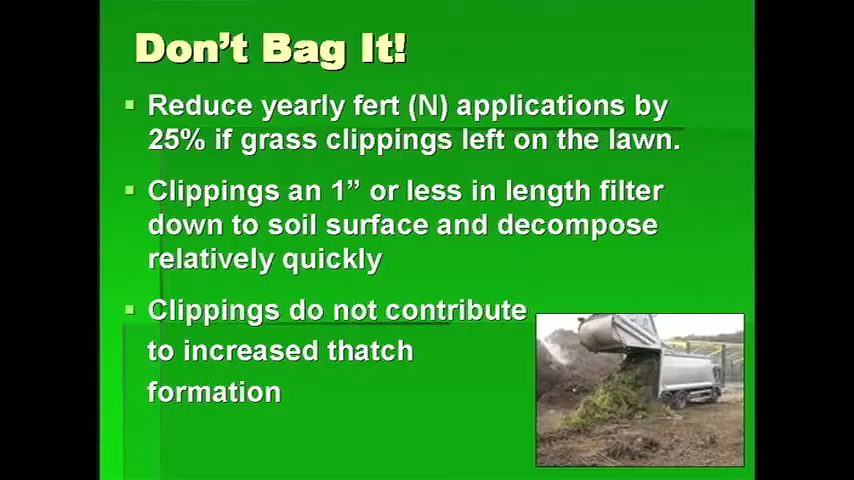 Don't Bag It!
Reduce yearly fert (N) applications by
25% if grass clippings left on the lawn.
Clippings an 1” or less in length filter
down to soil surface and decompose
relatively quickly
Clippings do not contribute
to increased thatch
formation